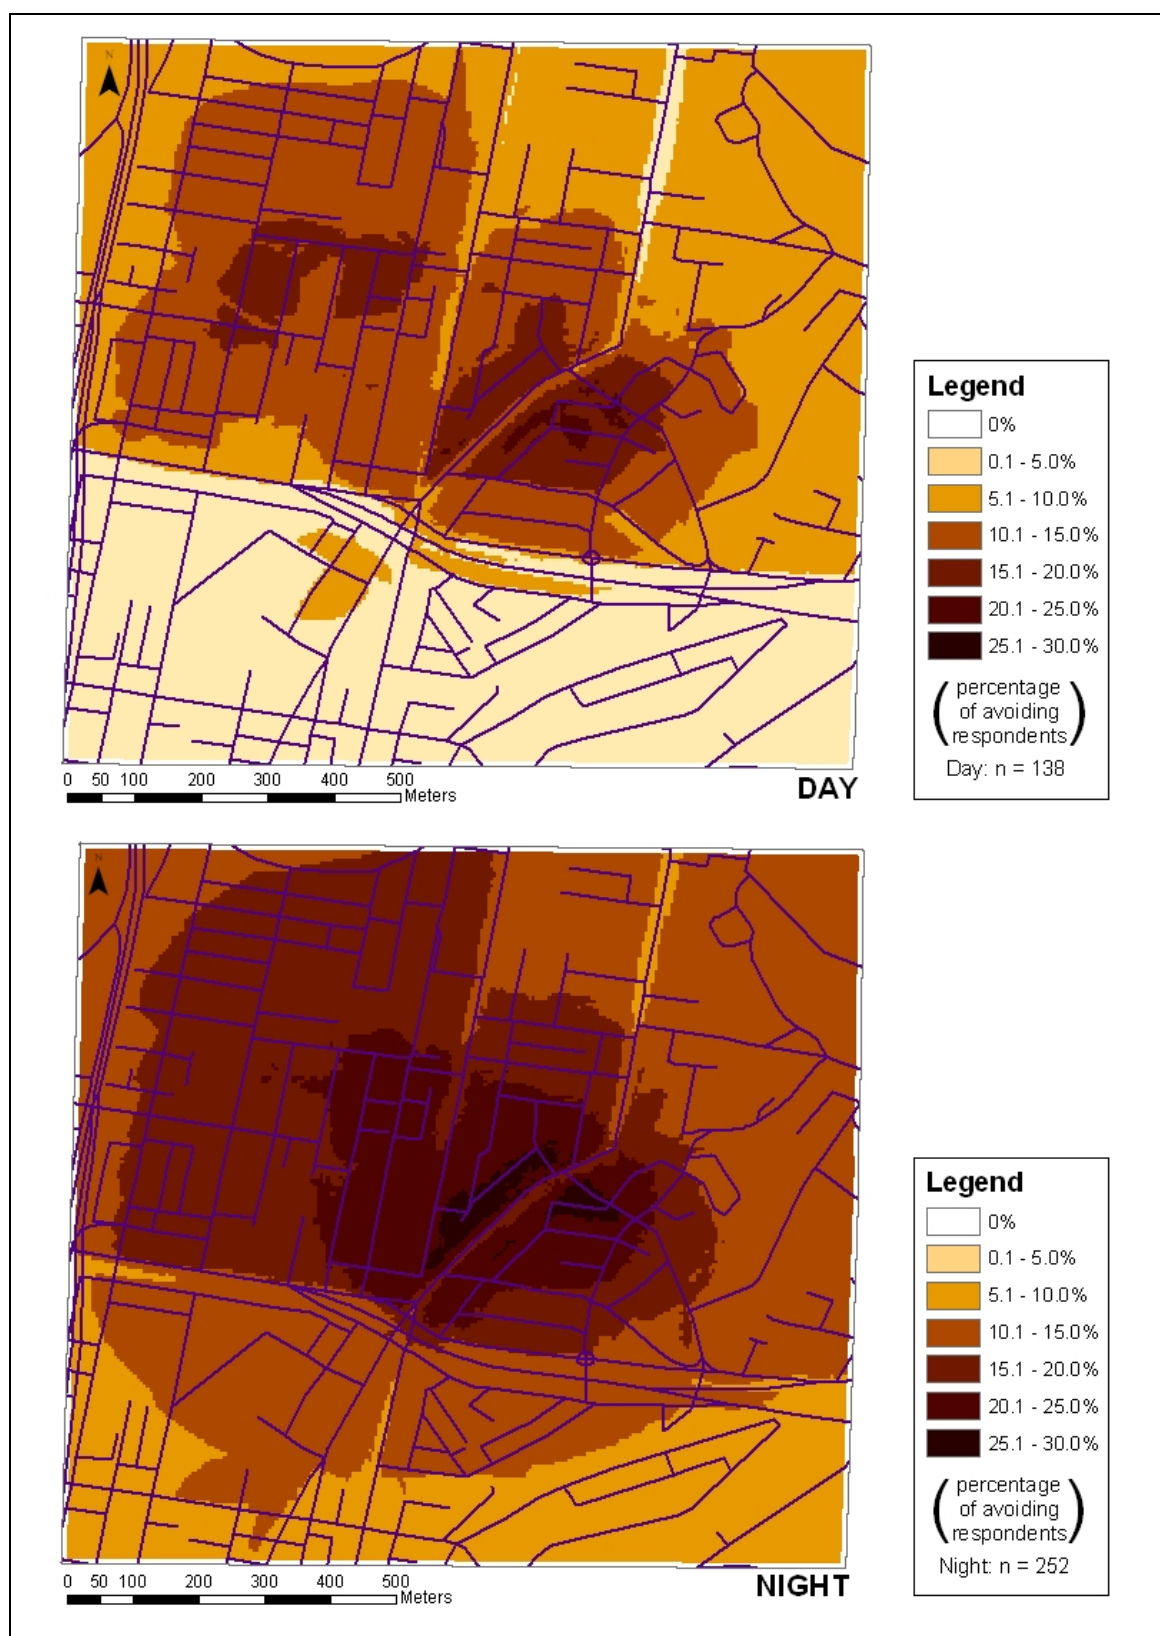 N
Legend
0%
0.1 - 5.0%
5.1 - 10.0%
10.1 - 15.0%
15.1 - 20.0%
20.1 - 25.0%
25.1 - 30.0%
( percentage
of avoiding
respondents )
Day: n = 138
0 50 100 200 300 400 500
Meters
DAY
N
Legend
0%
0.1 - 5.0%
5.1 - 10.0%
10.1 - 15.0%
15.1 - 20.0%
20.1 - 25.0%
25.1 - 30.0%
( percentage
of avoiding
respondents )
Night: n = 252
0 50 100 200 300 400 500
Meters
NIGHT